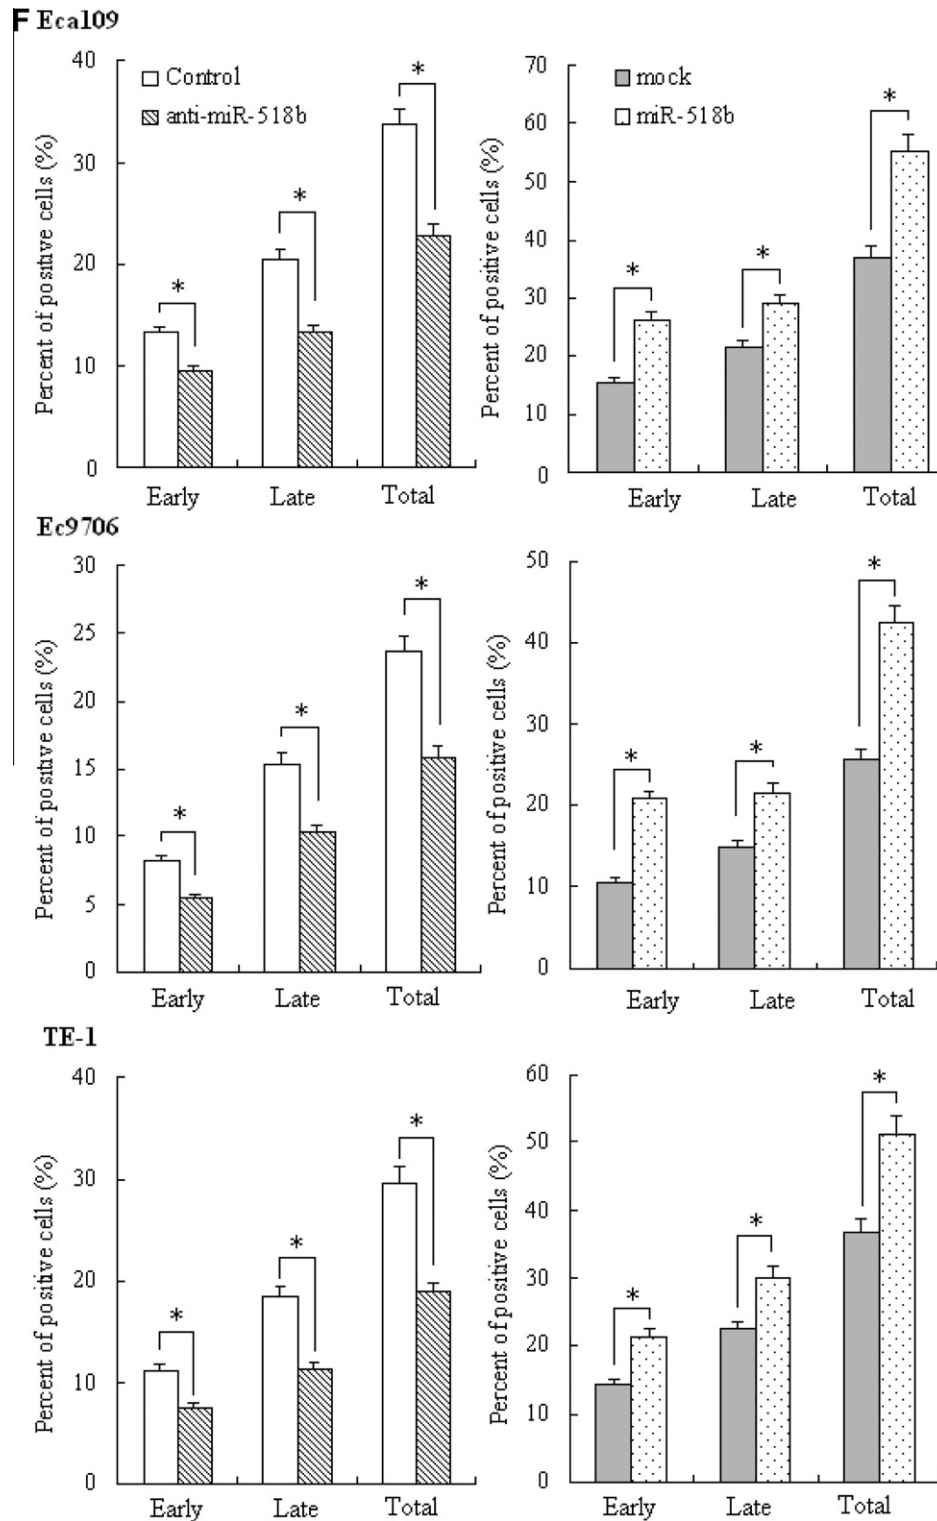 F Eca109
Control
anti-miR-518b
Percent of positive cells (%)
40
30
20
10
0
*
*
*
Early Late Total
mock
miR-518b
Percent of positive cells (%)
70
60
50
40
30
20
10
0
*
*
*
Early Late Total
Ec9706
Percent of positive cells (%)
30
25
20
15
10
5
0
*
*
*
Early Late Total
Percent of positive cells (%)
50
40
30
20
10
0
*
*
*
Early Late Total
TE-1
Percent of positive cells (%)
40
30
20
10
0
*
*
*
Early Late Total
Percent of positive cells (%)
60
50
40
30
20
10
0
*
*
*
Early Late Total